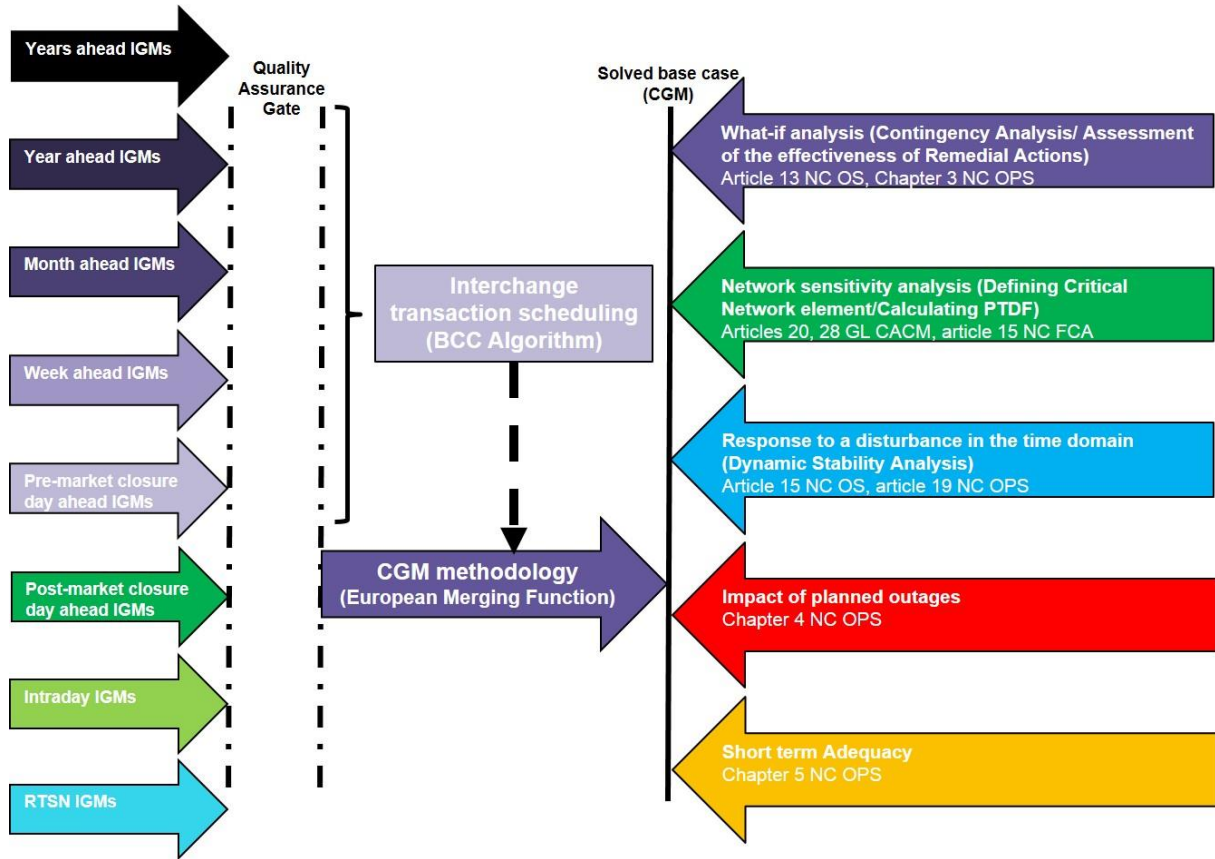 Years ahead IGMs
Year ahead IGMs
Month ahead IGMs
Week ahead IGMs
Pre-market closure
day ahead IGMs
Post-market closure
day ahead IGMs
Intraday IGMs
RTSN IGMs
Quality
Assurance
Gate
Interchange
transaction scheduling
(BCC Algorithm)
CGM methodology
(European Merging Function)
Solved base case
(CGM)
What-if analysis (Contingency Analysis/ Assessment
of the effectiveness of Remedial Actions)
Article 13 NC OS, Chapter 3 NC OPS
Network sensitivity analysis (Defining Critical
Network element/Calculating PTDF)
Articles 20, 28 GL CACM, article 15 NC FCA
Response to a disturbance in the time domain
(Dynamic Stability Analysis)
Article 15 NC OS, article 19 NC OPS
Impact of planned outages
Chapter 4 NC OPS
Short term Adequacy
Chapter 5 NC OPS